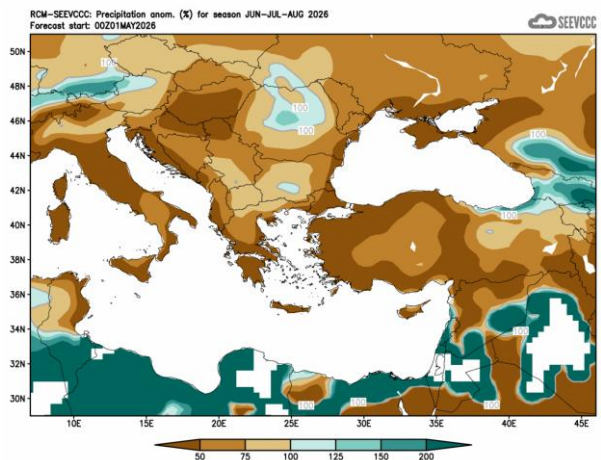 RCM-SEEVCCC: Precipitation anom. (%) for season JUN-JUL-AUG 2026
Forecast start: 00Z01MAY2026
SEEVCCC
50N
48N
46N
44N
42N
40N
38N
36N
34N
32N
30N
100
100
100
100
100
100
100
100
100
10E
15E
20E
25E
30E
35E
40E
45E
50 75 100 125 150 200